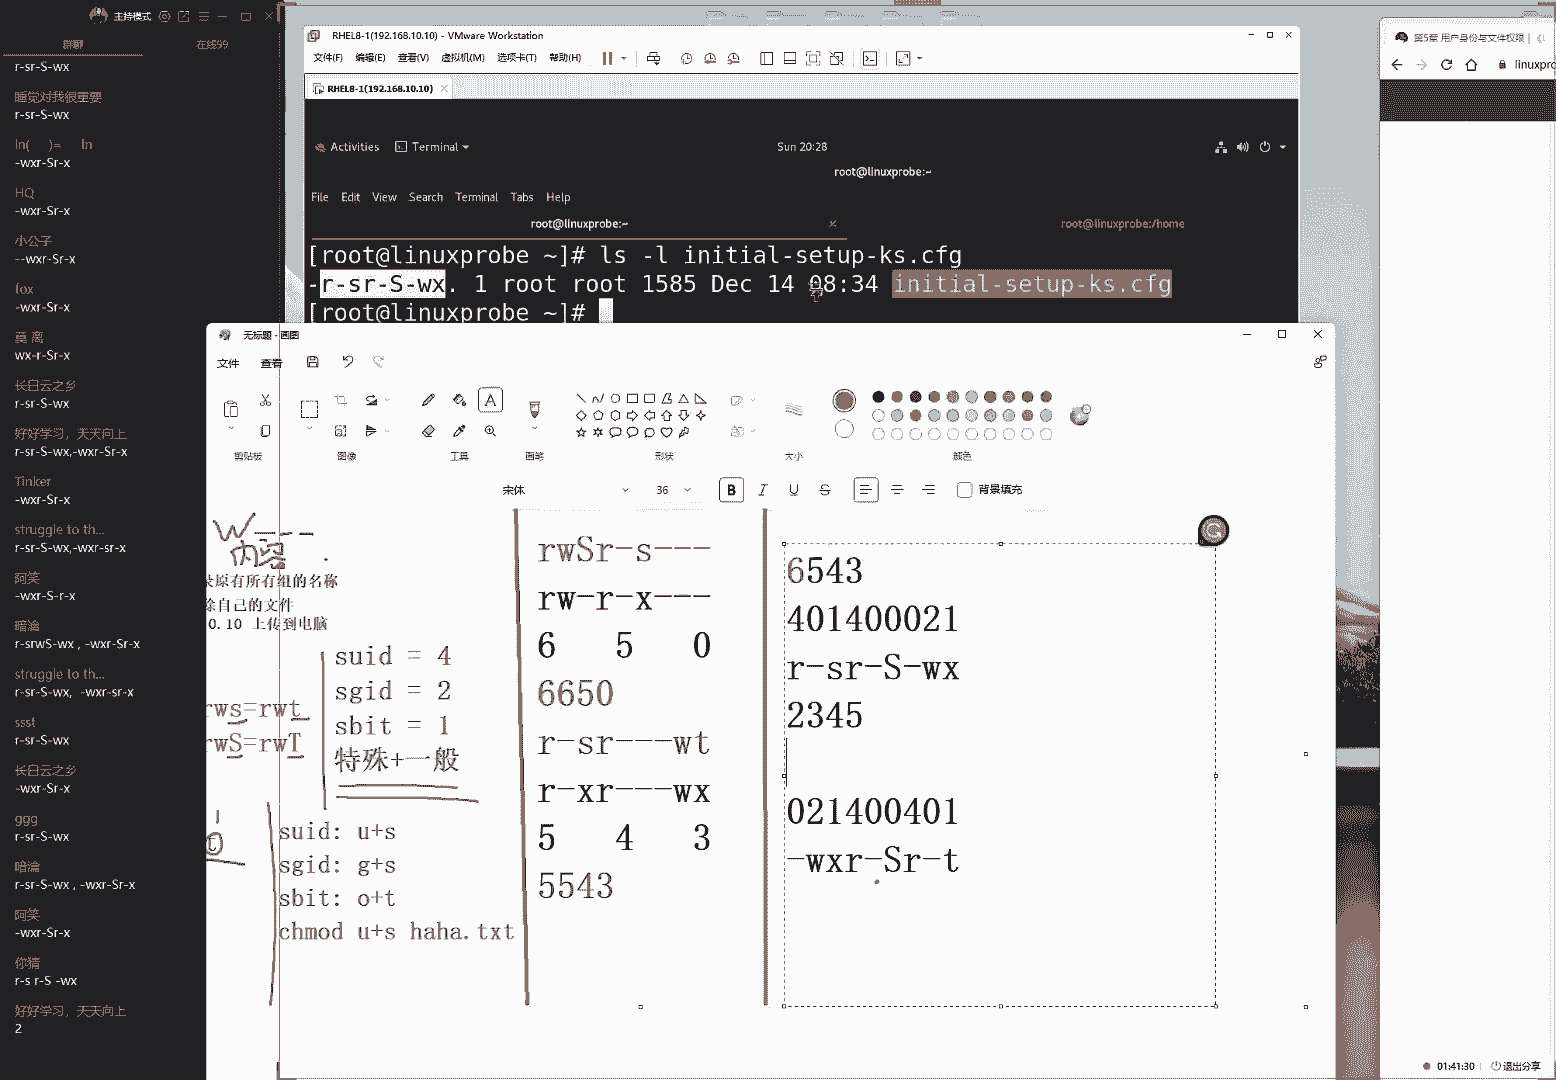 主持模式
群聊
在线99
r-sr-S-wx
睡觉对我很重要
r-sr-S-wx
ln( )= ln
-wxr-Sr-x
HQ
-wxr-Sr-x
小公子
--wxr-Sr-x
fox
-wxr-Sr-x
莫 离
wx-r-Sr-x
长白云之乡
r-sr-S-wx
好好学习，天天向上
r-sr-S-wx,-wxr-Sr-x
Tinker
-wxr-Sr-x
struggle to th...
r-sr-S-wx,-wxr-sr-x
阿笑
-wxr-S-r-x
暗淪
r-srwS-wx , -wxr-Sr-x
struggle to th...
r-sr-S-wx, -wxr-sr-x
ssst
r-sr-S-wx
长白云之乡
-wxr-Sr-x
ggg
r-sr-S-wx
暗淪
r-sr-S-wx , -wxr-Sr-x
阿笑
-wxr-Sr-x
你猜
r-s r-S -wx
好好学习，天天向上
2
RHEL8-1(192.168.10.10) - VMware Workstation
文件(F) 编辑(E) 查看(V) 虚拟机(M) 选项卡(T) 帮助(H)
RHEL8-1(192.168.10.10)
Activities Terminal Sun 20:28
root@linuxprobe:~
File Edit View Search Terminal Tabs Help
root@linuxprobe:~ root@linuxprobe:/home
[root@linuxprobe ~]# ls -l initial-setup-ks.cfg
-r-sr-S-wx. 1 root root 1585 Dec 14 08:34 initial-setup-ks.cfg
[root@linuxprobe ~]#
第5章 用户身份与文件权限 |
linuxpro
无标题 - 画图
文件 查看
剪贴板 图像 工具 画笔 形状 大小 颜色
宋体 36 B I U S 背景填充
W---
内容
录原有所有组的名称
除自己的文件
0.10 上传到电脑
rws=rwt
rwS=rwT
suid = 4
sgid = 2
sbit = 1
特殊+一般
suid: u+s
sgid: g+s
sbit: o+t
chmod u+s haha.txt
rwSr-s---
rw-r-x---
6 5 0
6650
r-sr---wt
r-xr---wx
5 4 3
5543
6543
401400021
r-sr-S-wx
2345
021400401
-wxr-Sr-t
01:41:30 退出分享